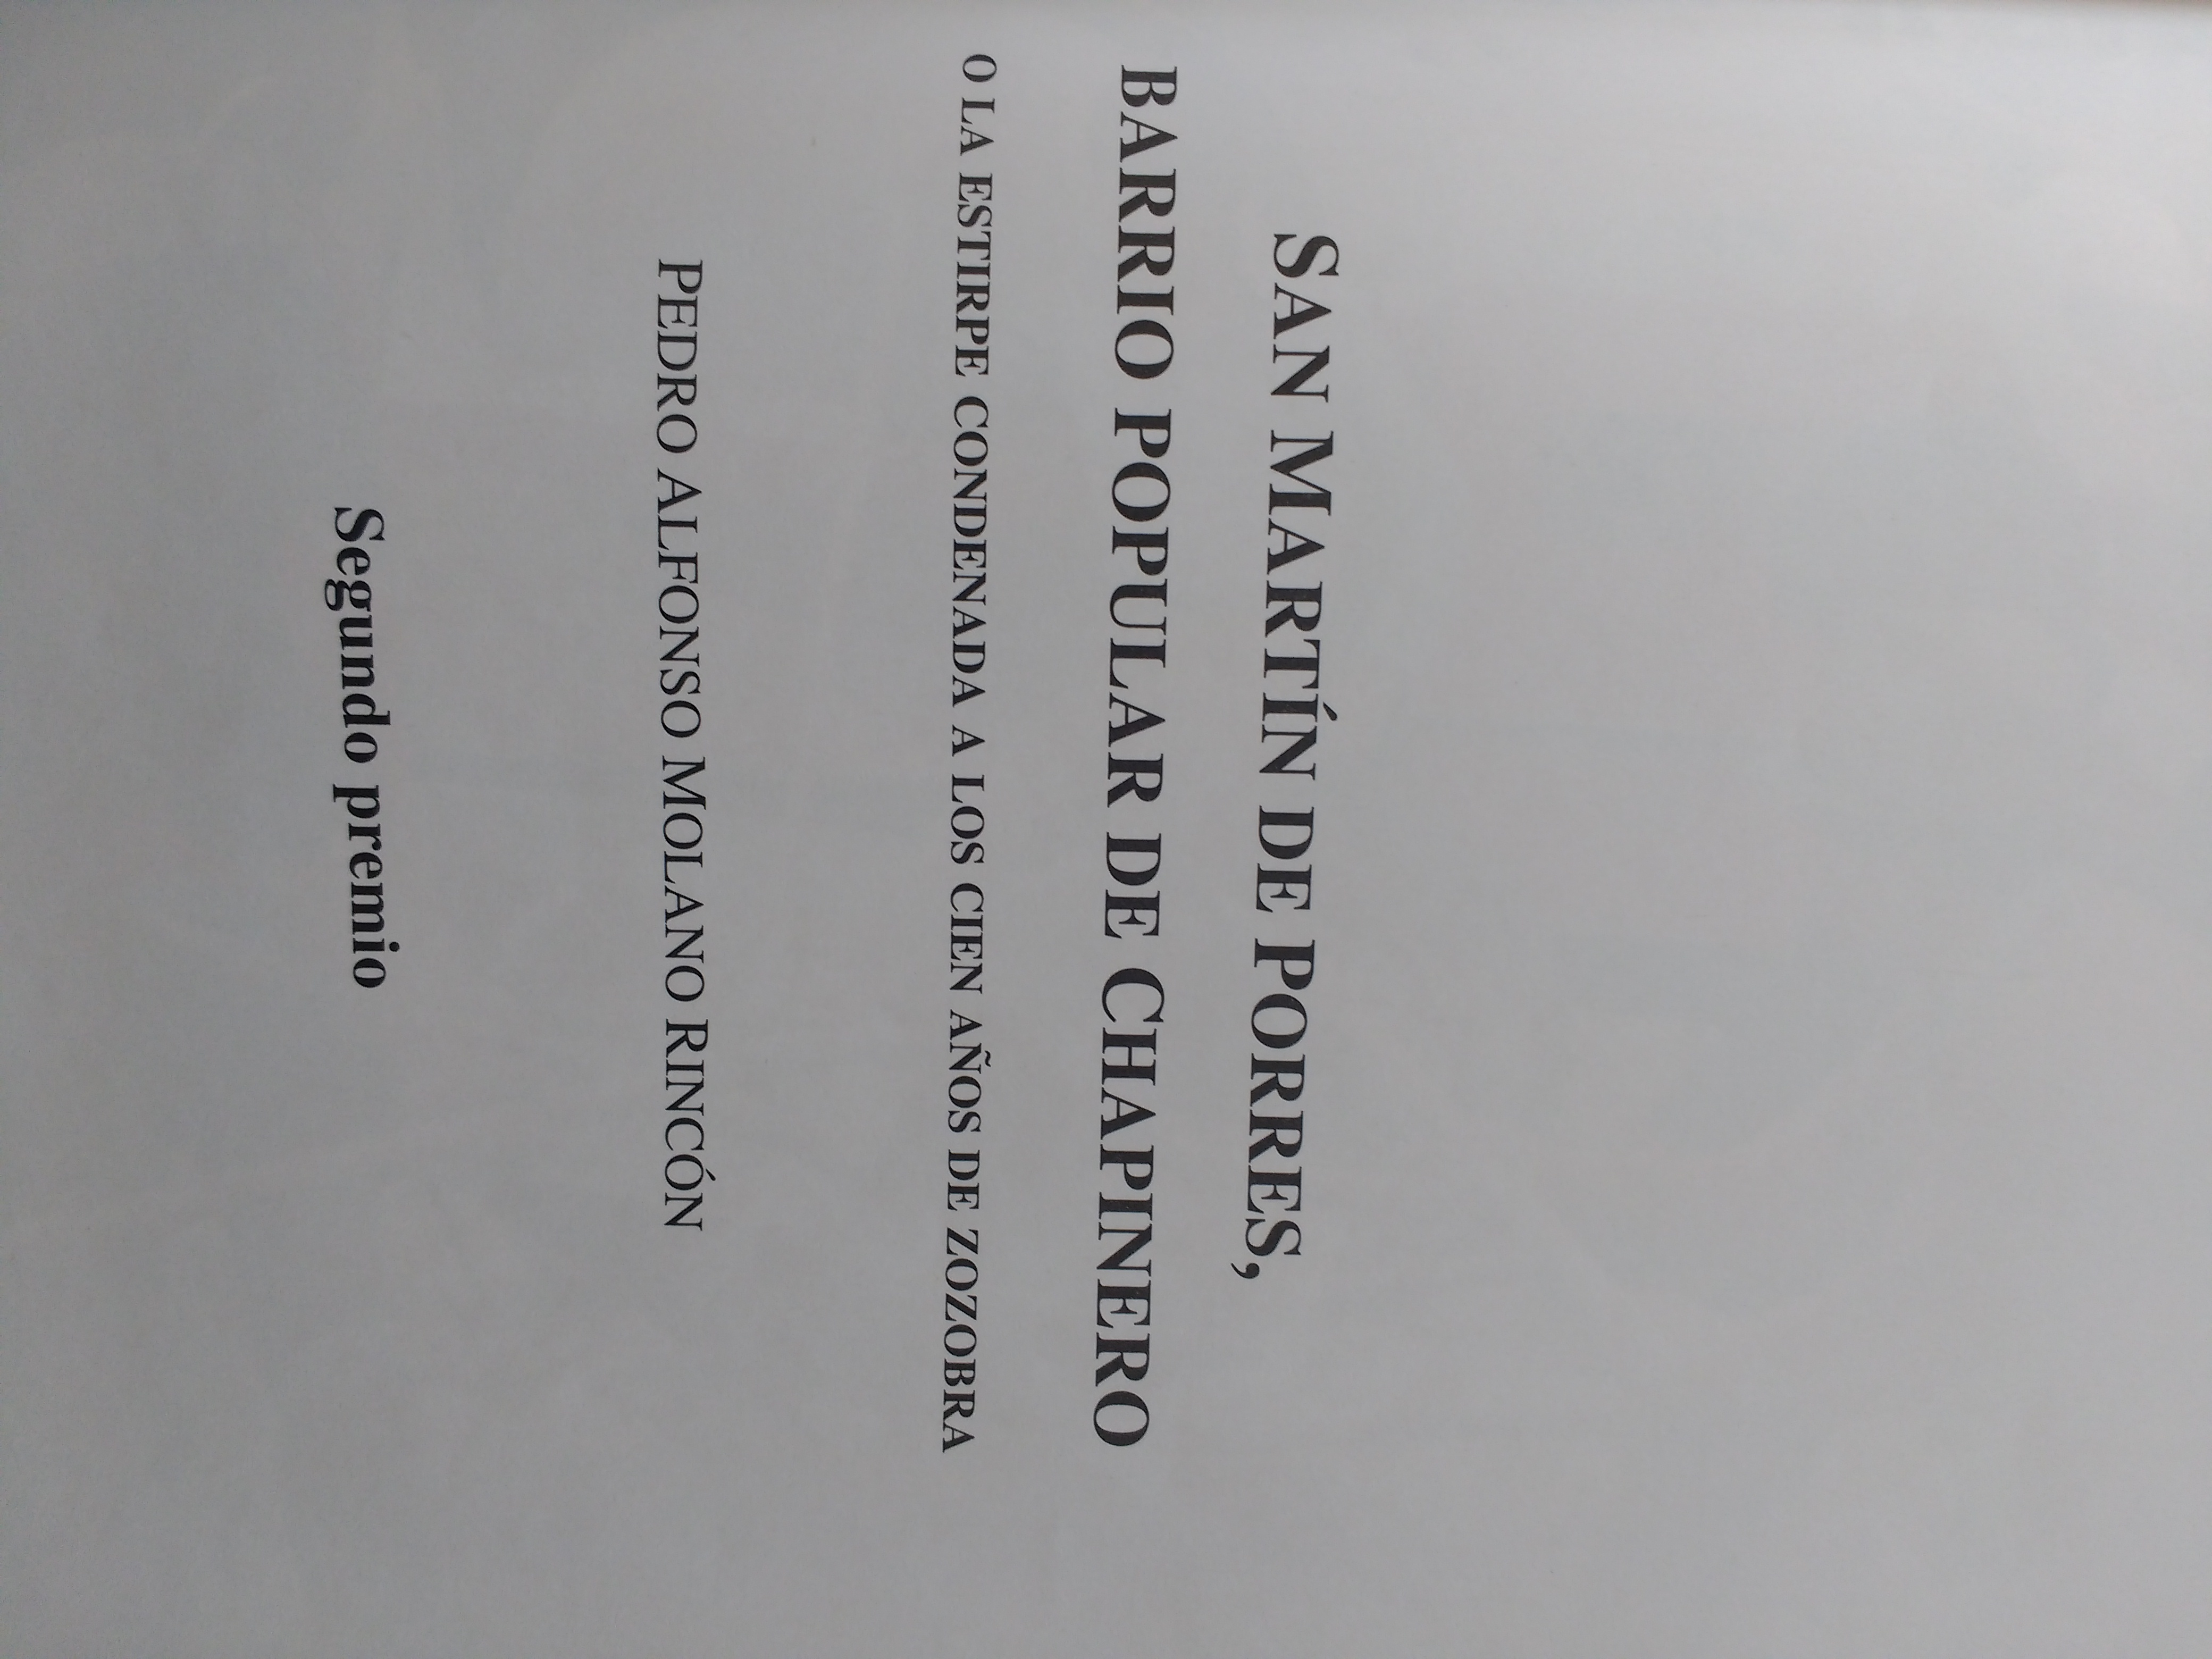 SAN MARTÍN DE PORRES,
BARRIO POPULAR DE CHAPINERO
O LA ESTIRPE CONDENADA A LOS CIEN AÑOS DE ZOZOBRA
PEDRO ALFONSO MOLANO RINCÓN
Segundo premio